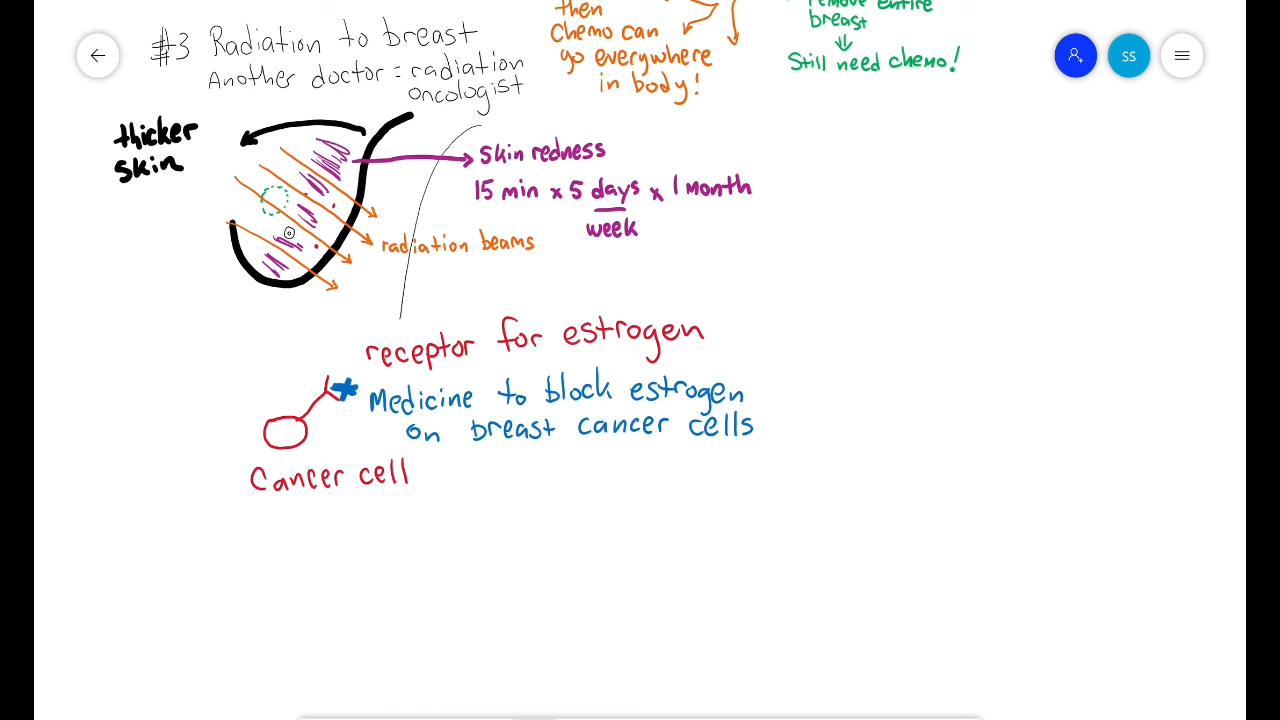 remove entire
breast
Still need chemo!
then
Chemo can
go everywhere
in body!
SS
#3 Radiation to breast
Another doctor = radiation
oncologist
thicker
skin
skin redness
15 min x 5 days x 1 month
week
radiation beams
receptor for estrogen
Medicine to block estrogen
on breast cancer cells
Cancer cell